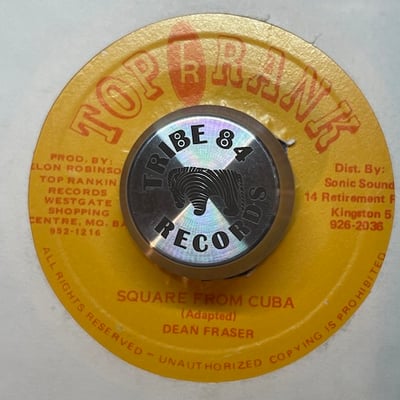 TOP R RANK
TRIBE 84
RECORDS
PROD. BY:
ELON ROBINSO
TOP RANKIN
RECORDS
WESTGATE
SHOPPING
CENTRE, MO. BA
952-1216
Dist. By:
Sonic Sound
14 Retirement R
Kingston 5
926-2036
SQUARE FROM CUBA
(Adapted)
DEAN FRASER
ALL RIGHTS RESERVED — UNAUTHORIZED COPYING IS PROHIBITED